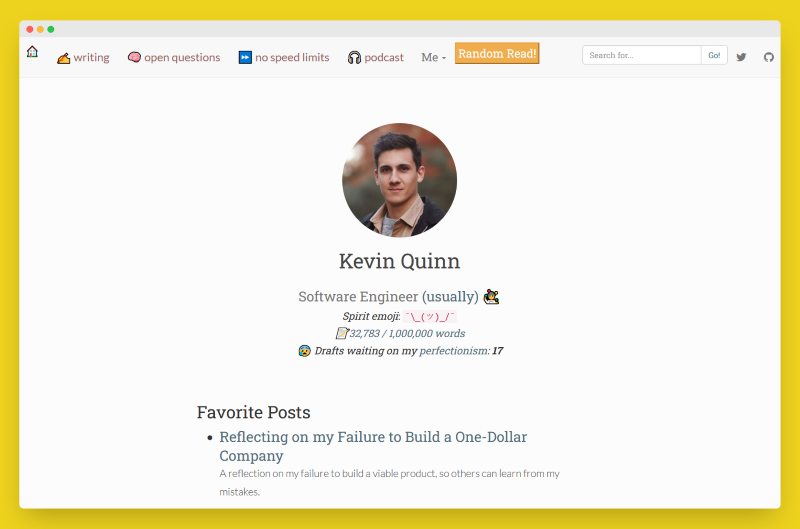 writing open questions no speed limits podcast Me Random Read! Search for... Go!
Kevin Quinn
Software Engineer (usually)
Spirit emoji: ¯\_(ツ)_/¯
32,783 / 1,000,000 words
Drafts waiting on my perfectionism: 17
Favorite Posts
Reflecting on my Failure to Build a One-Dollar
Company
A reflection on my failure to build a viable product, so others can learn from my
mistakes.